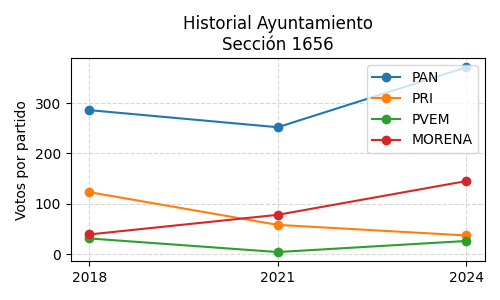 Historial Ayuntamiento
Sección 1656
Votos por partido
300
200
100
0
2018
2021
2024
PAN
PRI
PVEM
MORENA